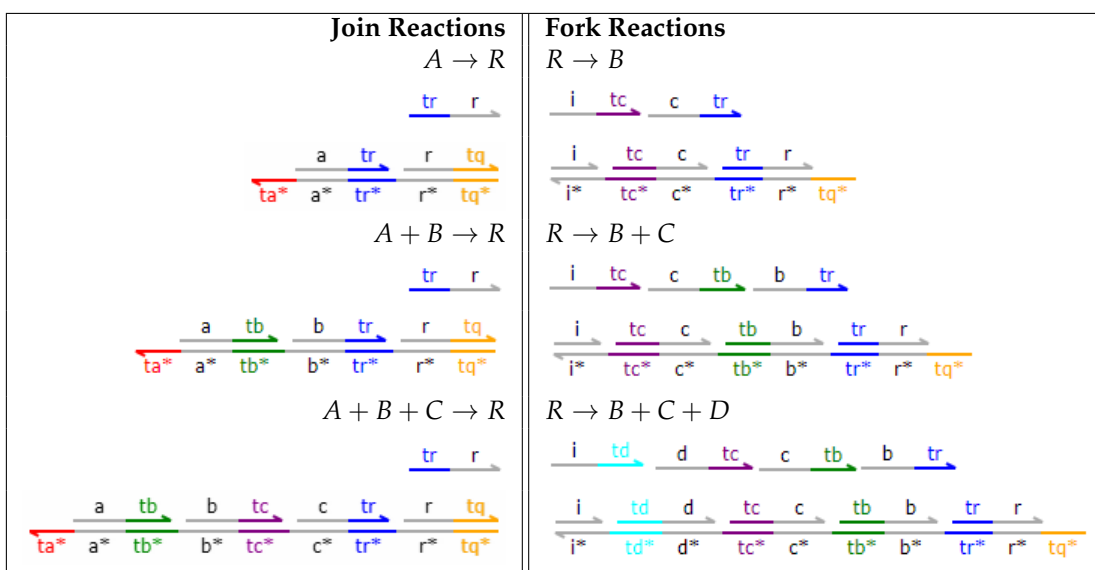 Join Reactions
Fork Reactions
A → R
R → B
tr r
i tc c tr
a tr r tq
i tc c tr r
ta* a* tr* r* tq*
i* tc* c* tr* r* tq*
A + B → R
R → B + C
tr r
i tc c tb b tr
a tb b tr r tq
i tc c tb b tr r
ta* a* tb* b* tr* r* tq*
i* tc* c* tb* b* tr* r* tq*
A + B + C → R
R → B + C + D
tr r
i td d tc c tb b tr
a tb b tc c tr r tq
i td d tc c tb b tr r
ta* a* tb* b* tc* c* tr* r* tq*
i* td* d* tc* c* tb* b* tr* r* tq*